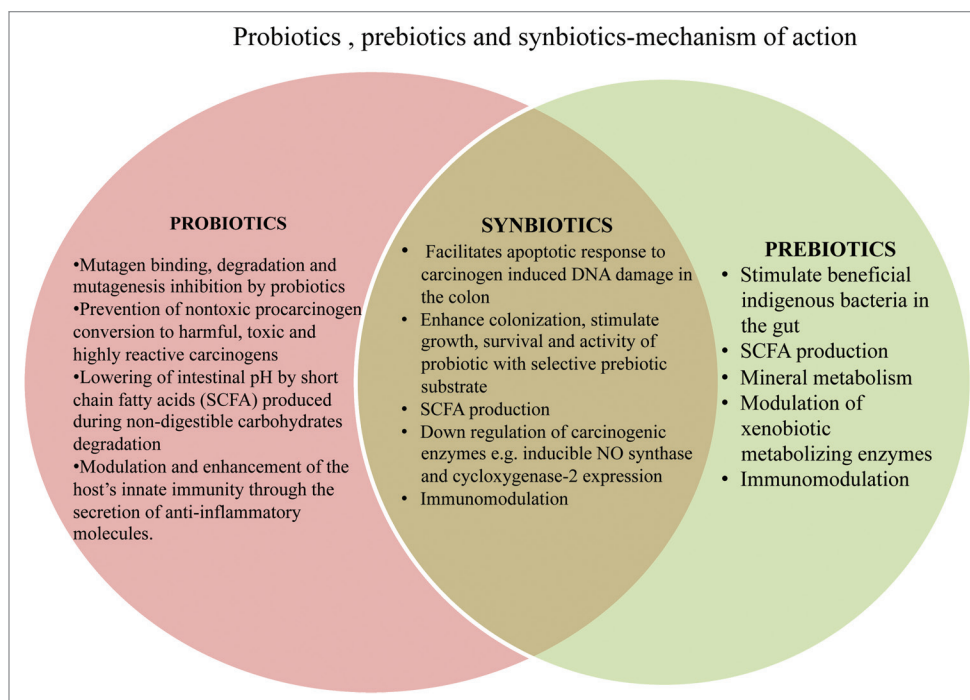 Probiotics , prebiotics and synbiotics-mechanism of action
PROBIOTICS
•Mutagen binding, degradation and
mutagenesis inhibition by probiotics
•Prevention of nontoxic procarcinogen
conversion to harmful, toxic and
highly reactive carcinogens
•Lowering of intestinal pH by short
chain fatty acids (SCFA) produced
during non-digestible carbohydrates
degradation
•Modulation and enhancement of the
host's innate immunity through the
secretion of anti-inflammatory
molecules.
SYNBIOTICS
• Facilitates apoptotic response to
carcinogen induced DNA damage in
the colon
• Enhance colonization, stimulate
growth, survival and activity of
probiotic with selective prebiotic
substrate
• SCFA production
• Down regulation of carcinogenic
enzymes e.g. inducible NO synthase
and cycloxygenase-2 expression
• Immunomodulation
PREBIOTICS
• Stimulate beneficial
indigenous bacteria in
the gut
• SCFA production
• Mineral metabolism
• Modulation of
xenobiotic
metabolizing enzymes
• Immunomodulation